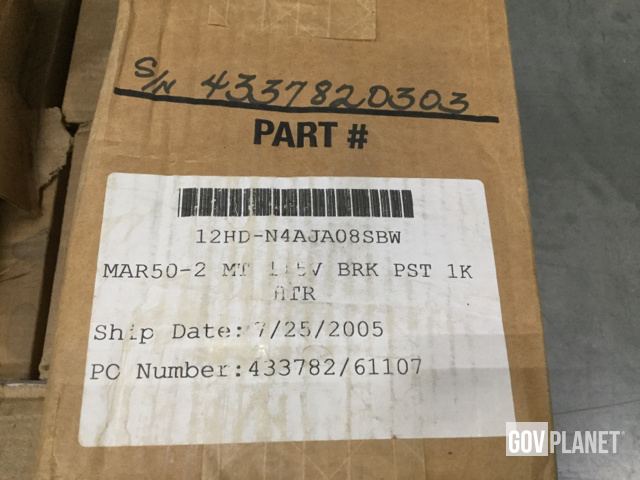 S/N 4337820303
PART #
12HD-N4AJA08SBW
MAR50-2 MT BRK PST 1K
Ship Date: 7/25/2005
PC Number:433782/61107
GOVPLANET